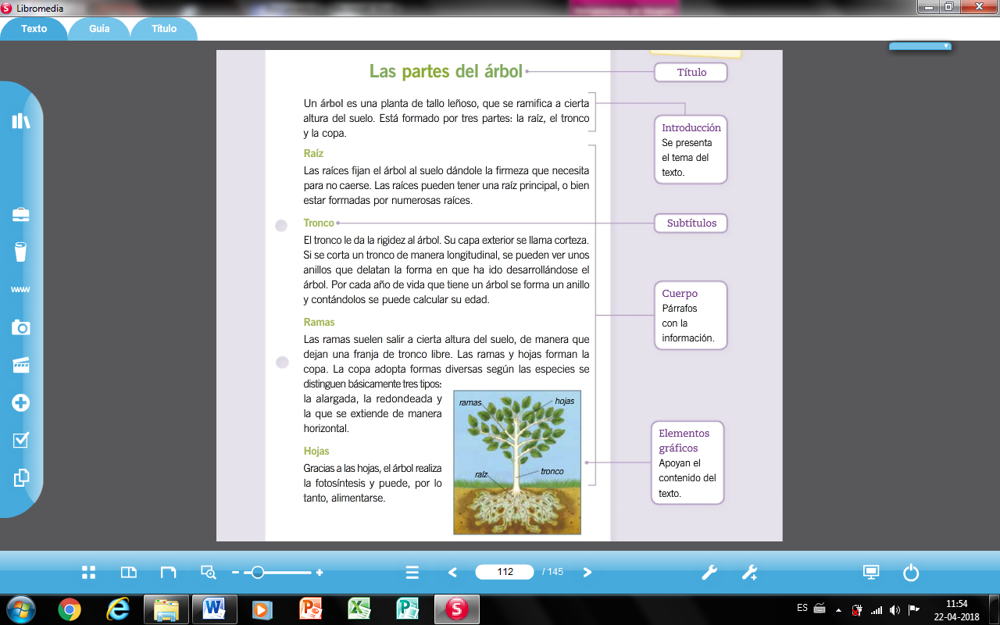 Libromedia
Texto
Guía
Título
Las partes del árbol
Título
Un árbol es una planta de tallo leñoso, que se ramifica a cierta
altura del suelo. Está formado por tres partes: la raíz, el tronco
y la copa.
Introducción
Se presenta
el tema del
texto.
Raíz
Las raíces fijan el árbol al suelo dándole la firmeza que necesita
para no caerse. Las raíces pueden tener una raíz principal, o bien
estar formadas por numerosas raíces.
Tronco
Subtítulos
El tronco le da la rigidez al árbol. Su capa exterior se llama corteza.
Si se corta un tronco de manera longitudinal, se pueden ver unos
anillos que delatan la forma en que ha ido desarrollándose el
árbol. Por cada año de vida que tiene un árbol se forma un anillo
y contándolos se puede calcular su edad.
Cuerpo
Párrafos
con la
información.
Ramas
Las ramas suelen salir a cierta altura del suelo, de manera que
dejan una franja de tronco libre. Las ramas y hojas forman la
copa. La copa adopta formas diversas según las especies se
distinguen básicamente tres tipos:
la alargada, la redondeada y
la que se extiende de manera
horizontal.
Hojas
Gracias a las hojas, el árbol realiza
la fotosíntesis y puede, por lo
tanto, alimentarse.
ramas
hojas
raíz
tronco
Elementos
gráficos
Apoyan el
contenido del
texto.
www
112 / 145
ES
11:54
22-04-2018